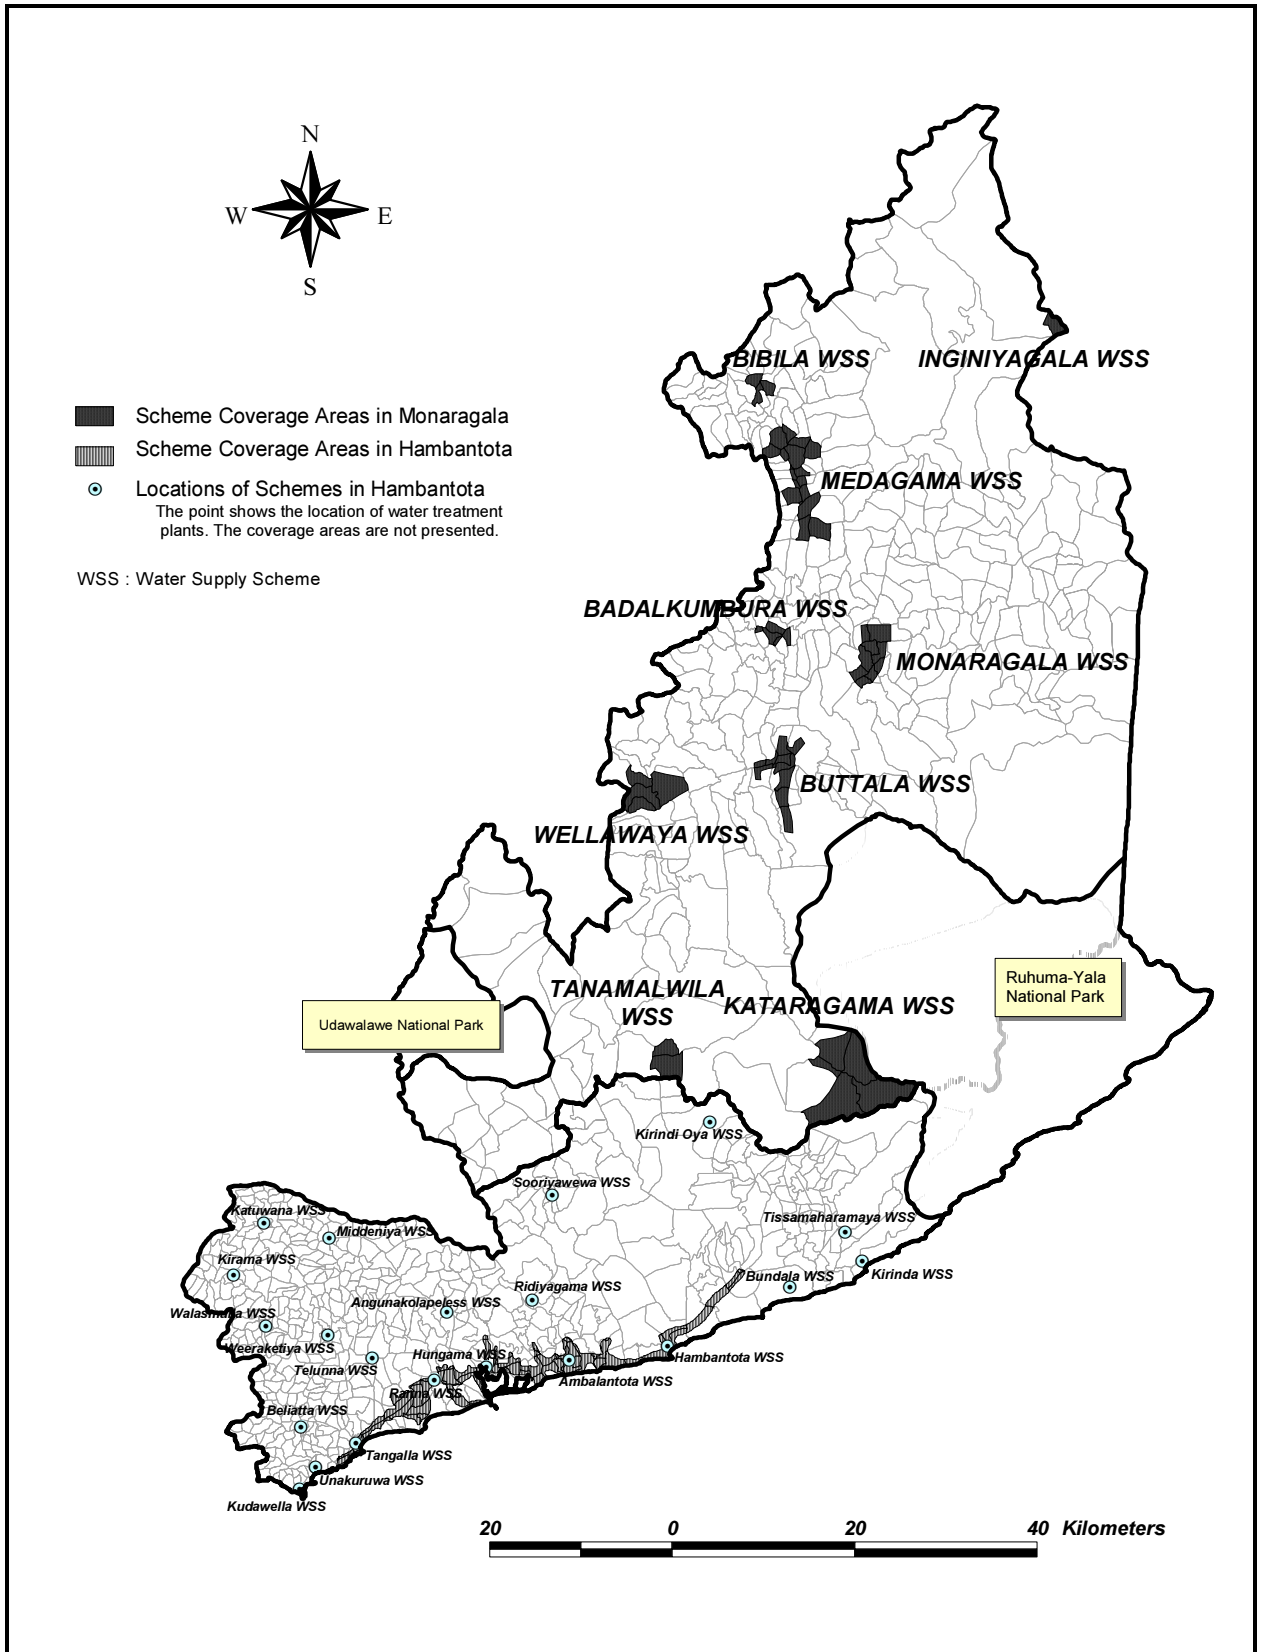 N
W
E
S
BIBILA WSS
INGINIYAGALA WSS
Scheme Coverage Areas in Monaragala
Scheme Coverage Areas in Hambantota
Locations of Schemes in Hambantota
The point shows the location of water treatment
plants. The coverage areas are not presented.
WSS : Water Supply Scheme
MEDAGAMA WSS
BADALKUMBURA WSS
MONARAGALA WSS
BUTTALA WSS
WELLAWAYA WSS
Ruhuma-Yala
National Park
TANAMALWILA
WSS
KATARAGAMA WSS
Udawalawe National Park
Kirindi Oya WSS
Sooriyawewa WSS
Katuwana WSS
Middeniya WSS
Tissamaharamaya WSS
Kirama WSS
Kirinda WSS
Bundala WSS
Ridiyagama WSS
Angunakolapeless WSS
Walasmulla WSS
Weeraketiya WSS
Hungama WSS
Hambantota WSS
Telunna WSS
Ambalantota WSS
Ranna WSS
Beliatta WSS
Tangalla WSS
Unakuruwa WSS
Kudawella WSS
20 0 20 40 Kilometers